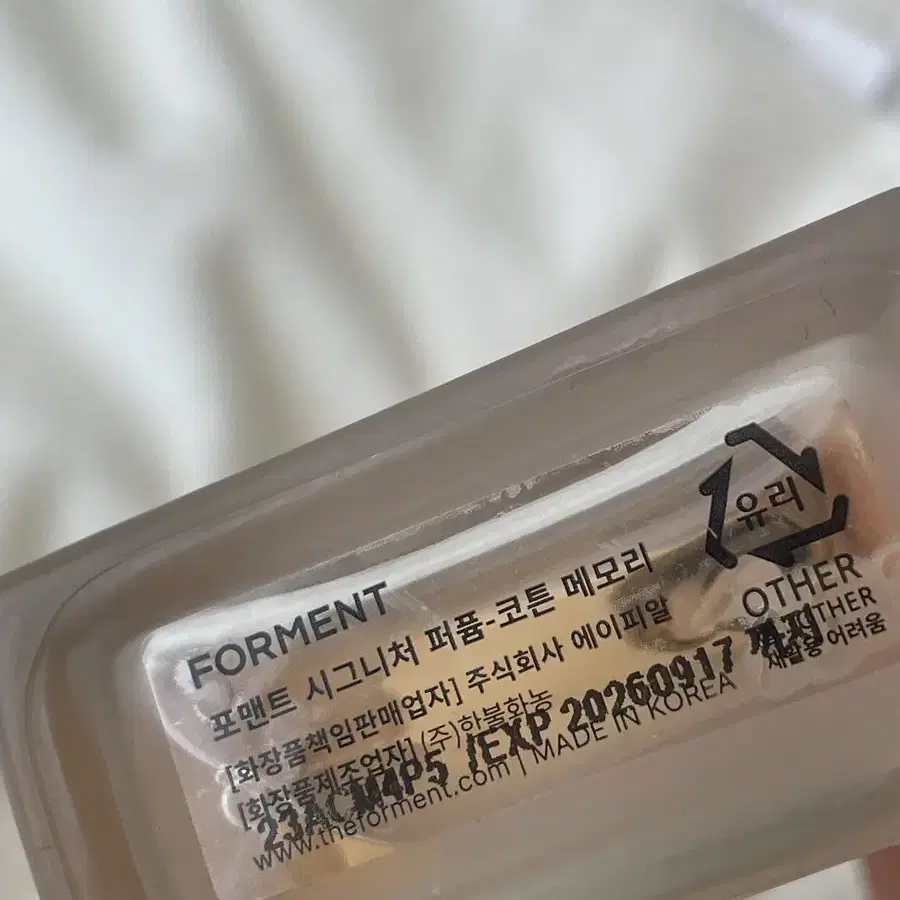 FORMENT
포맨트 시그니처 퍼퓸-코튼 메모리
[화장품책임판매업자] 주식회사 에이피알
[화장품제조업자] (주)하불화농
23ACM4P5 /EXP 20260917 까지
www.theforment.com | MADE IN KOREA
유리
OTHER
OTHER
재활용 어려움